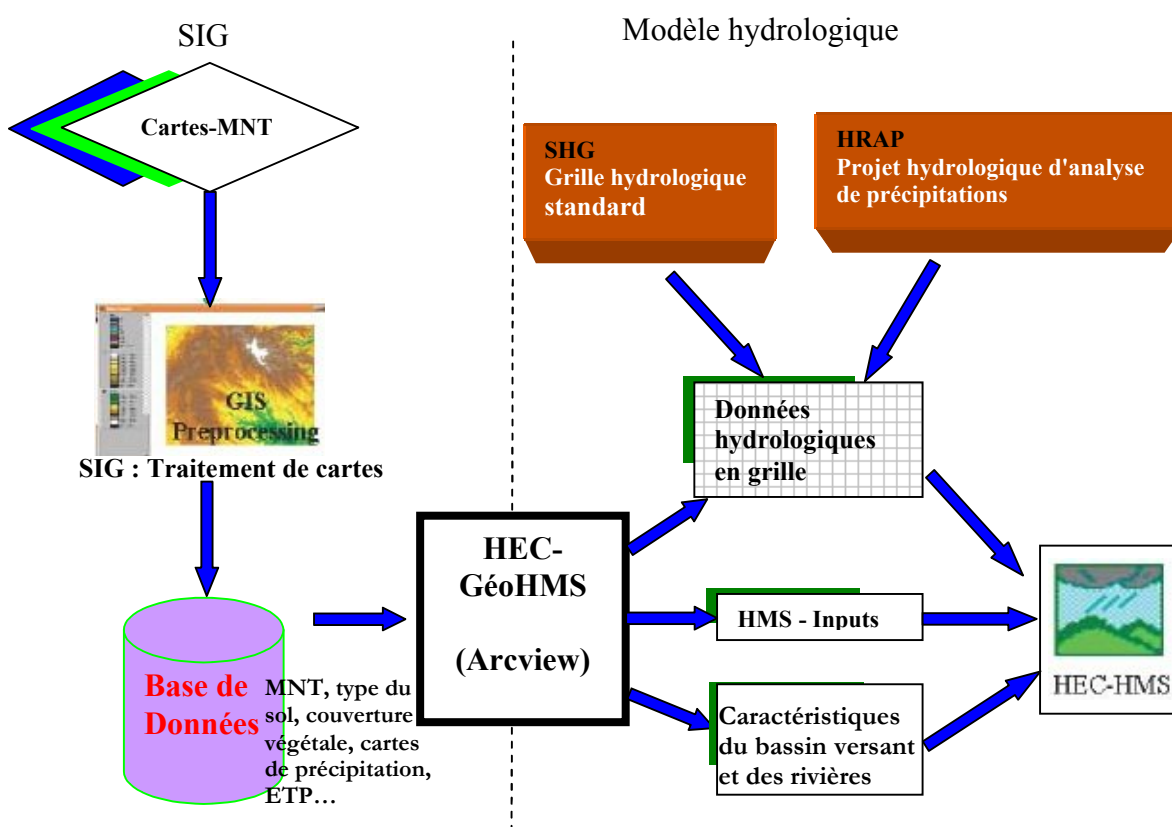 SIG
Modèle hydrologique
Cartes-MNT
SHG
Grille hydrologique
standard
HRAP
Projet hydrologique d'analyse
de précipitations
GIS
Preprocessing
SIG : Traitement de cartes
Données
hydrologiques
en grille
HEC-
GéoHMS
(Arcview)
HMS - Inputs
HEC-HMS
Base de
Données
MNT, type du
sol, couverture
végétale, cartes
de précipitation,
ETP…
Caractéristiques
du bassin versant
et des rivières